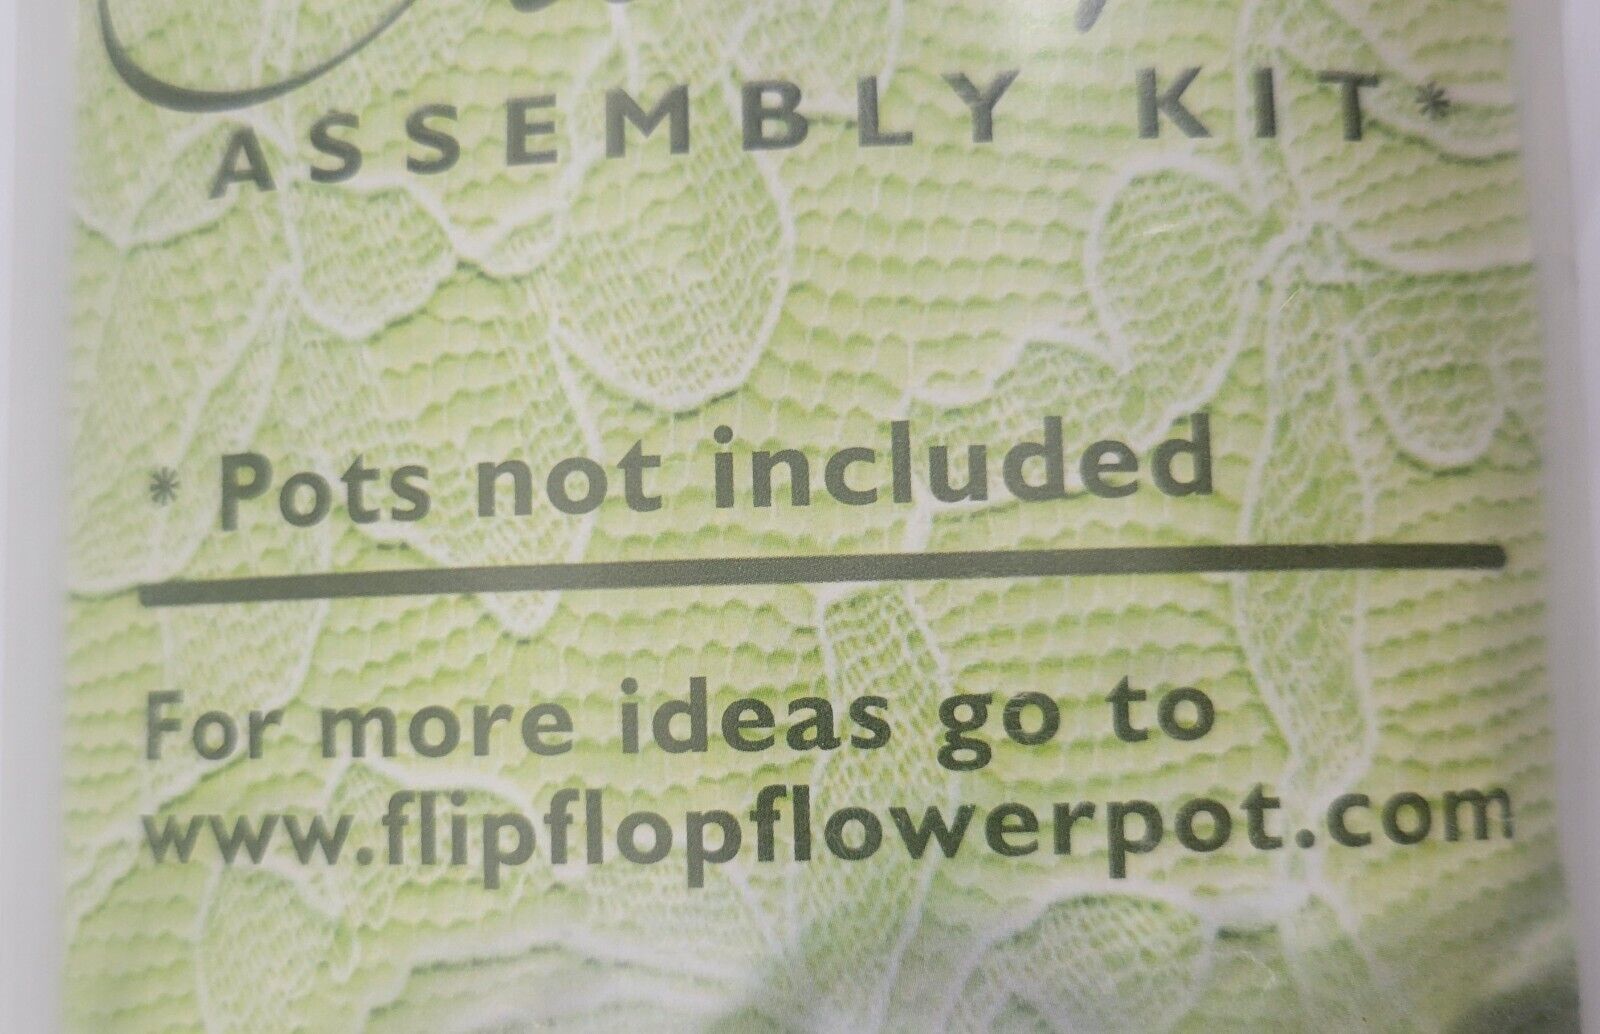 ASSEMBLY KIT*
* Pots not included
For more ideas go to
www.flipflopflowerpot.com